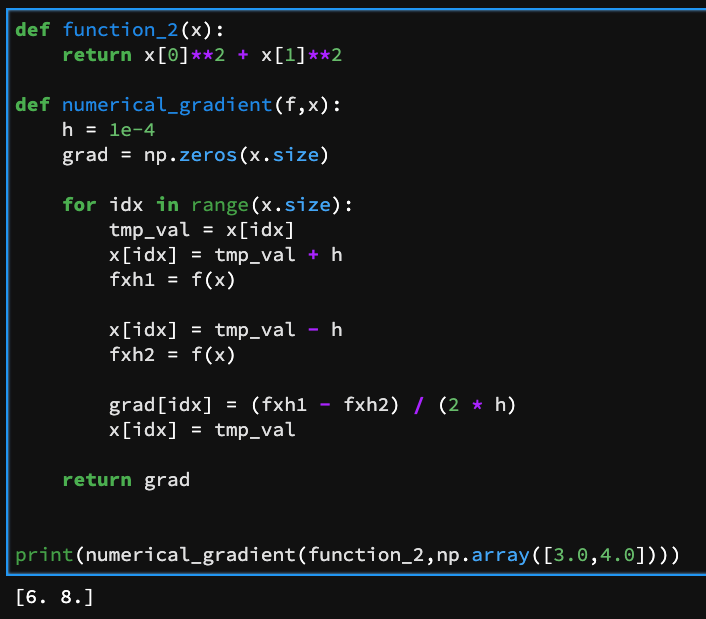 def function_2(x):
    return x[0]**2 + x[1]**2
def numerical_gradient(f,x):
    h = 1e-4
    grad = np.zeros(x.size)
    for idx in range(x.size):
        tmp_val = x[idx]
        x[idx] = tmp_val + h
        fxh1 = f(x)
        x[idx] = tmp_val - h
        fxh2 = f(x)
        grad[idx] = (fxh1 - fxh2) / (2 * h)
        x[idx] = tmp_val
    return grad
print(numerical_gradient(function_2,np.array([3.0,4.0])))
[6. 8.]